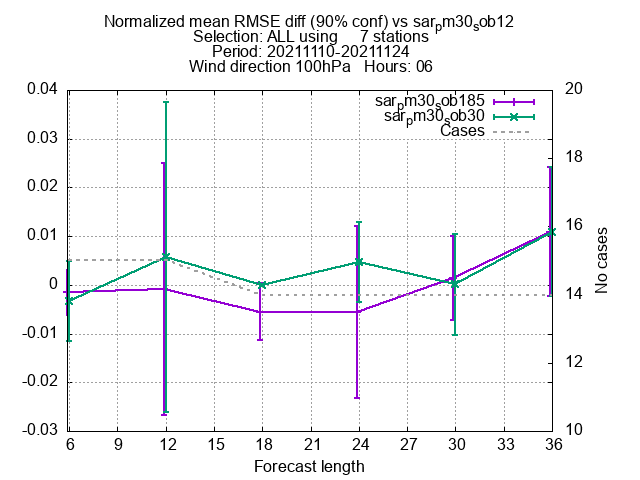 Normalized mean RMSE diff (90% conf) vs sarpm30sob12
Selection: ALL using 7 stations
Period: 20211110-20211124
Wind direction 100hPa Hours: 06
0.04 20
sarpm30sob185
sarpm30sob30
Cases
0.03
18
0.02
0.01 16
No cases
0 14
-0.01
12
-0.02
-0.03 10
6 9 12 15 18 21 24 27 30 33 36
Forecast length